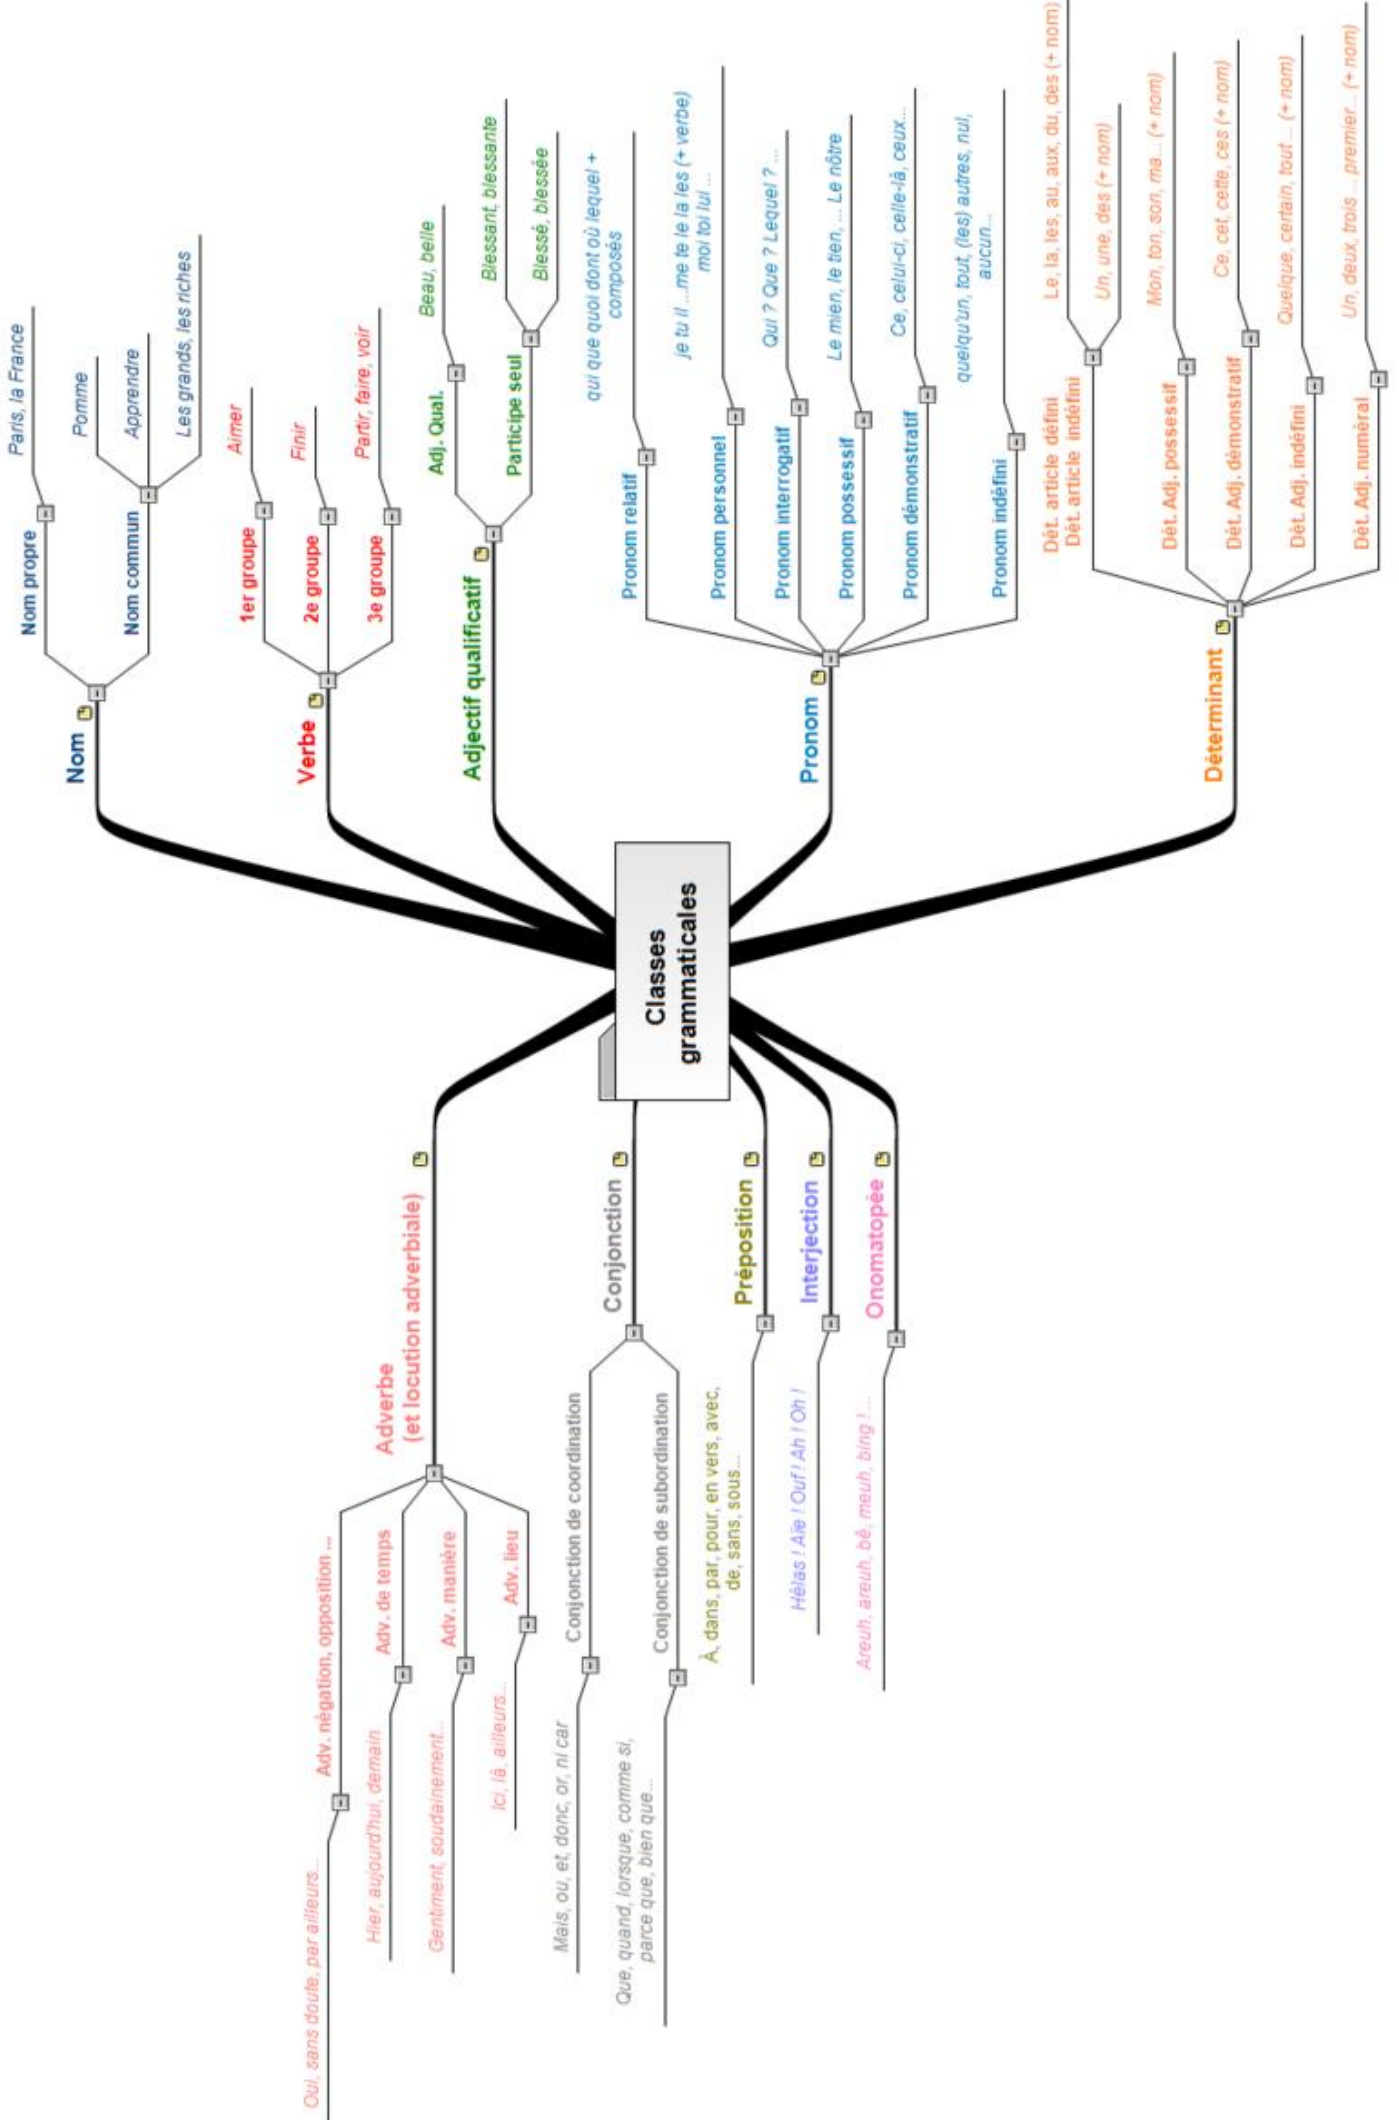 Classes
grammaticales
Nom
Nom propre
Paris, la France
Nom commun
Pomme
Apprendre
Les grands, les riches
Verbe
1er groupe
Aimer
2e groupe
Finir
3e groupe
Partir, faire, voir
Adjectif qualificatif
Adj. Qual.
Beau, belle
Participe seul
Blessant, blessante
Blessé, blessée
Pronom
Pronom relatif
qui que quoi dont où lequel +
composés
Pronom personnel
je tu il ...me te le la les (+ verbe)
moi toi lui ...
Pronom interrogatif
Qui ? Que ? Lequel ? ...
Pronom possessif
Le mien, le tien, ... Le nôtre
Pronom démonstratif
Ce, celui-ci, celle-là, ceux...
Pronom indéfini
quelqu'un, tout, (les) autres, nul,
aucun...
Déterminant
Dét. article défini
Dét. article indéfini
Le, la, les, au, aux, du, des (+ nom)
Un, une, des (+ nom)
Dét. Adj. possessif
Mon, ton, son, ma... (+ nom)
Dét. Adj. démonstratif
Ce, cet, cette, ces (+ nom)
Dét. Adj. indéfini
Quelque, certain, tout ... (+ nom)
Dét. Adj. numéral
Un, deux, trois ... premier... (+ nom)
Adverbe
(et locution adverbiale)
Adv. négation, opposition ...
Oui, sans doute, par ailleurs...
Adv. de temps
Hier, aujourd'hui, demain
Adv. manière
Gentiment, soudainement...
Adv. lieu
Ici, là, ailleurs...
Conjonction
Conjonction de coordination
Mais, ou, et, donc, or, ni car
Conjonction de subordination
Que, quand, lorsque, comme si,
parce que, bien que...
Préposition
À, dans, par, pour, en vers, avec,
de, sans, sous...
Interjection
Hélas ! Aïe ! Ouf ! Ah ! Oh !
Onomatopée
Areuh, areuh, bê, meuh, bing ! ...